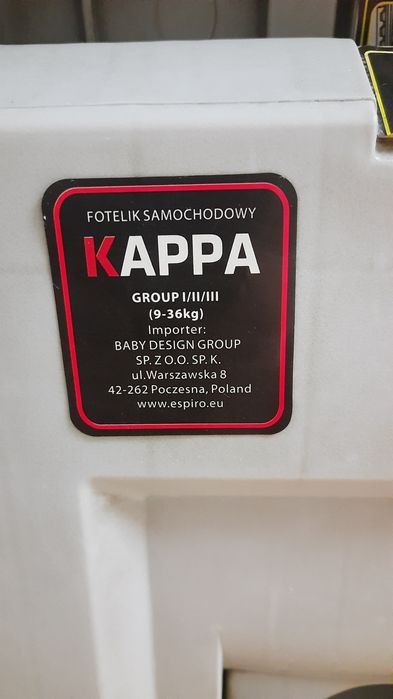 FOTELIK SAMOCHODOWY
KAPPA
GROUP I/II/III
(9-36kg)
Importer:
BABY DESIGN GROUP
SP. Z O.O. SP. K.
ul.Warszawska 8
42-262 Poczesna, Poland
www.espiro.eu